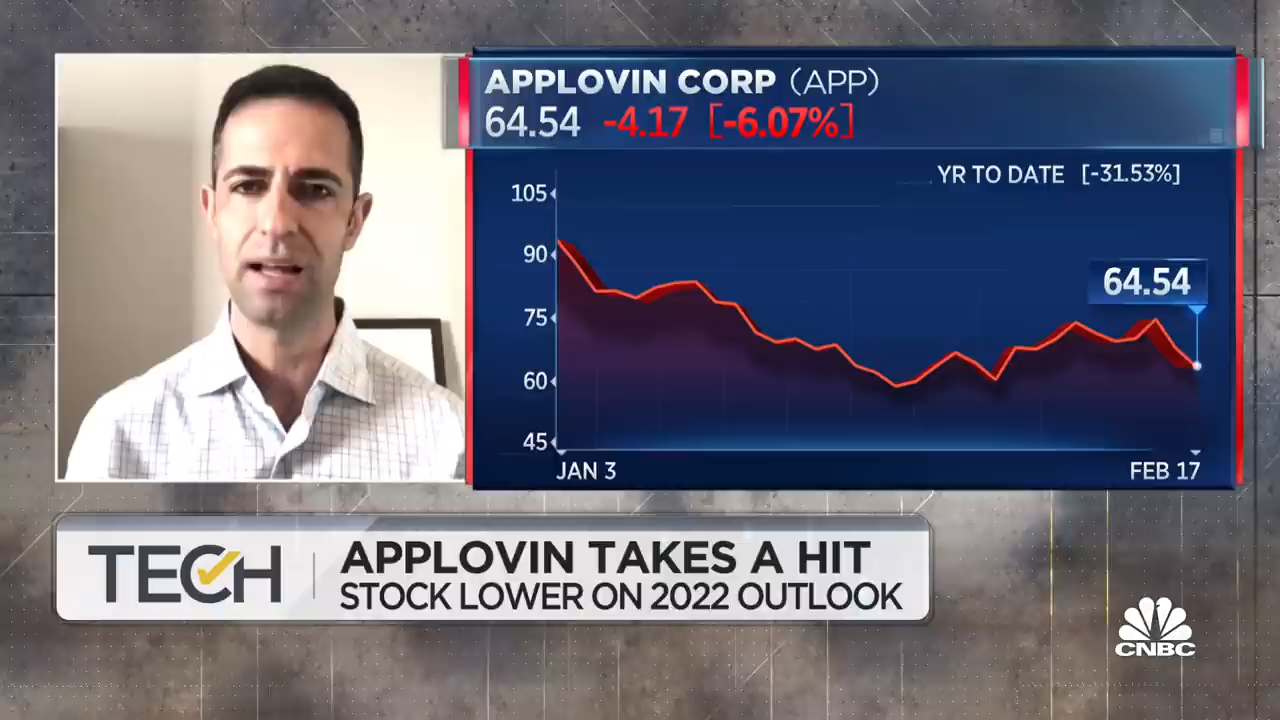 APPLOVIN CORP (APP)
64.54 -4.17 [-6.07%]
YR TO DATE [-31.53%]
105
90
75
60
45
64.54
JAN 3
FEB 17
TECH
APPLOVIN TAKES A HIT
STOCK LOWER ON 2022 OUTLOOK
CNBC